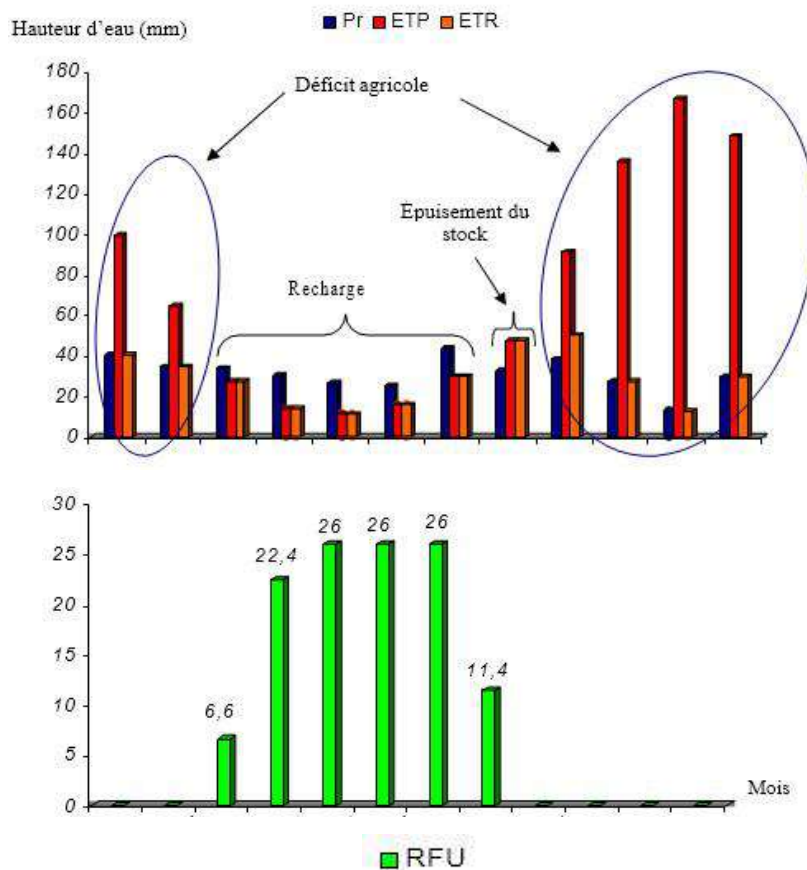 Hauteur d'eau (mm)
Pr ETP ETR
180
160
140
120
100
80
60
40
20
0
Déficit agricole
Épuisement du
stock
Recharge
30
25
20
15
10
5
0
6,6
22,4
26
26
26
11,4
Mois
RFU